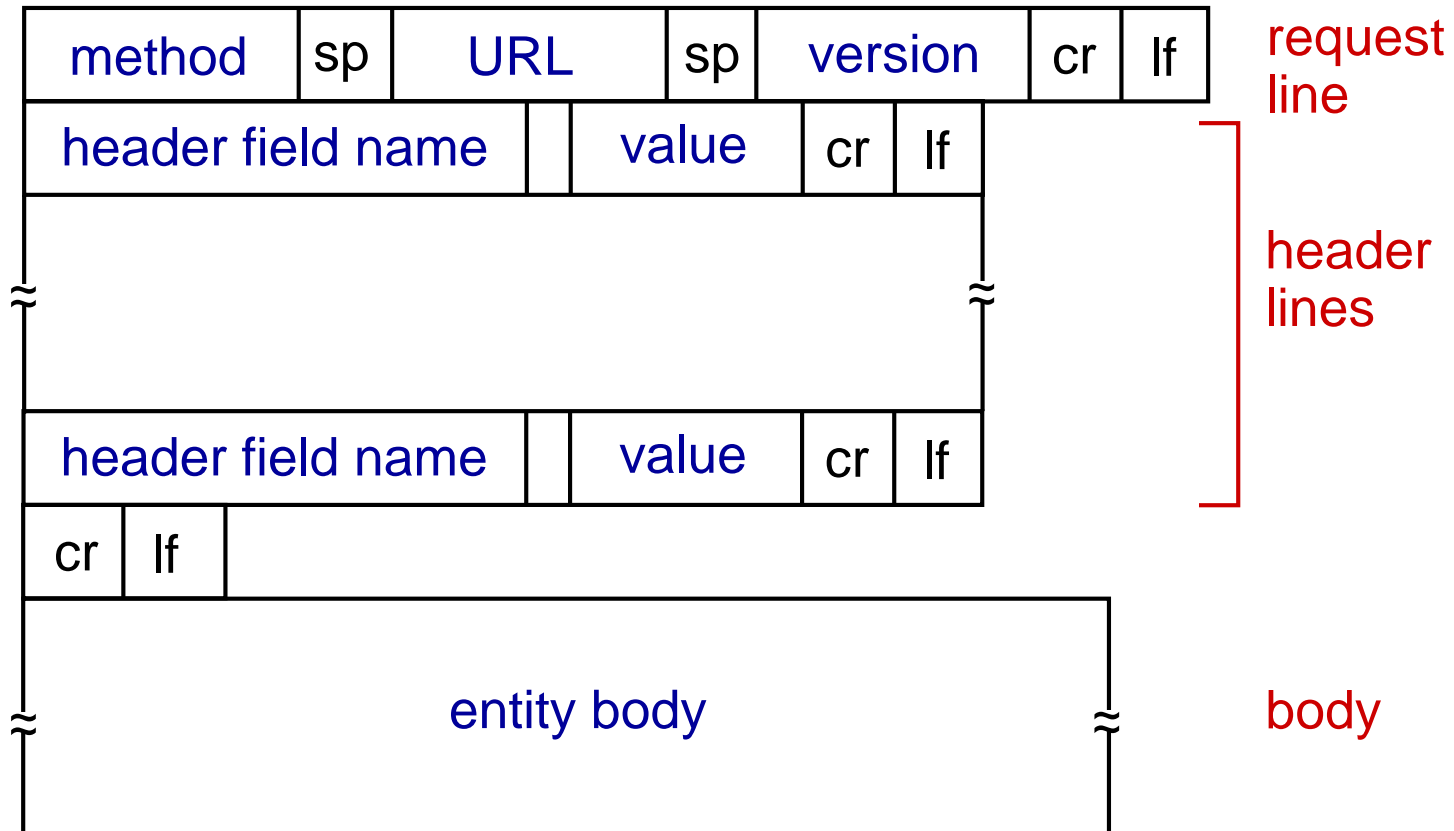 method sp URL sp version cr lf
request
line
header field name value cr lf
header
lines
header field name value cr lf
cr lf
entity body
body